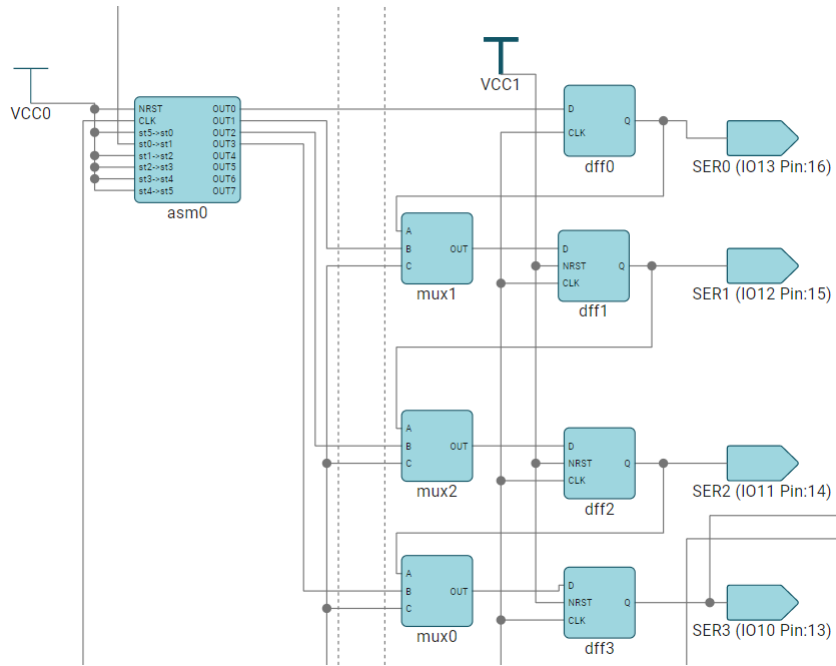 VCC0
NRST
CLK
st5->st0
st0->st1
st1->st2
st2->st3
st3->st4
st4->st5
OUT0
OUT1
OUT2
OUT3
OUT4
OUT5
OUT6
OUT7
asm0
VCC1
D
CLK
Q
dff0
SER0 (IO13 Pin:16)
A
B
C
OUT
mux1
D
NRST
CLK
Q
dff1
SER1 (IO12 Pin:15)
A
B
C
OUT
mux2
D
NRST
CLK
Q
dff2
SER2 (IO11 Pin:14)
A
B
C
OUT
mux0
D
NRST
CLK
Q
dff3
SER3 (IO10 Pin:13)